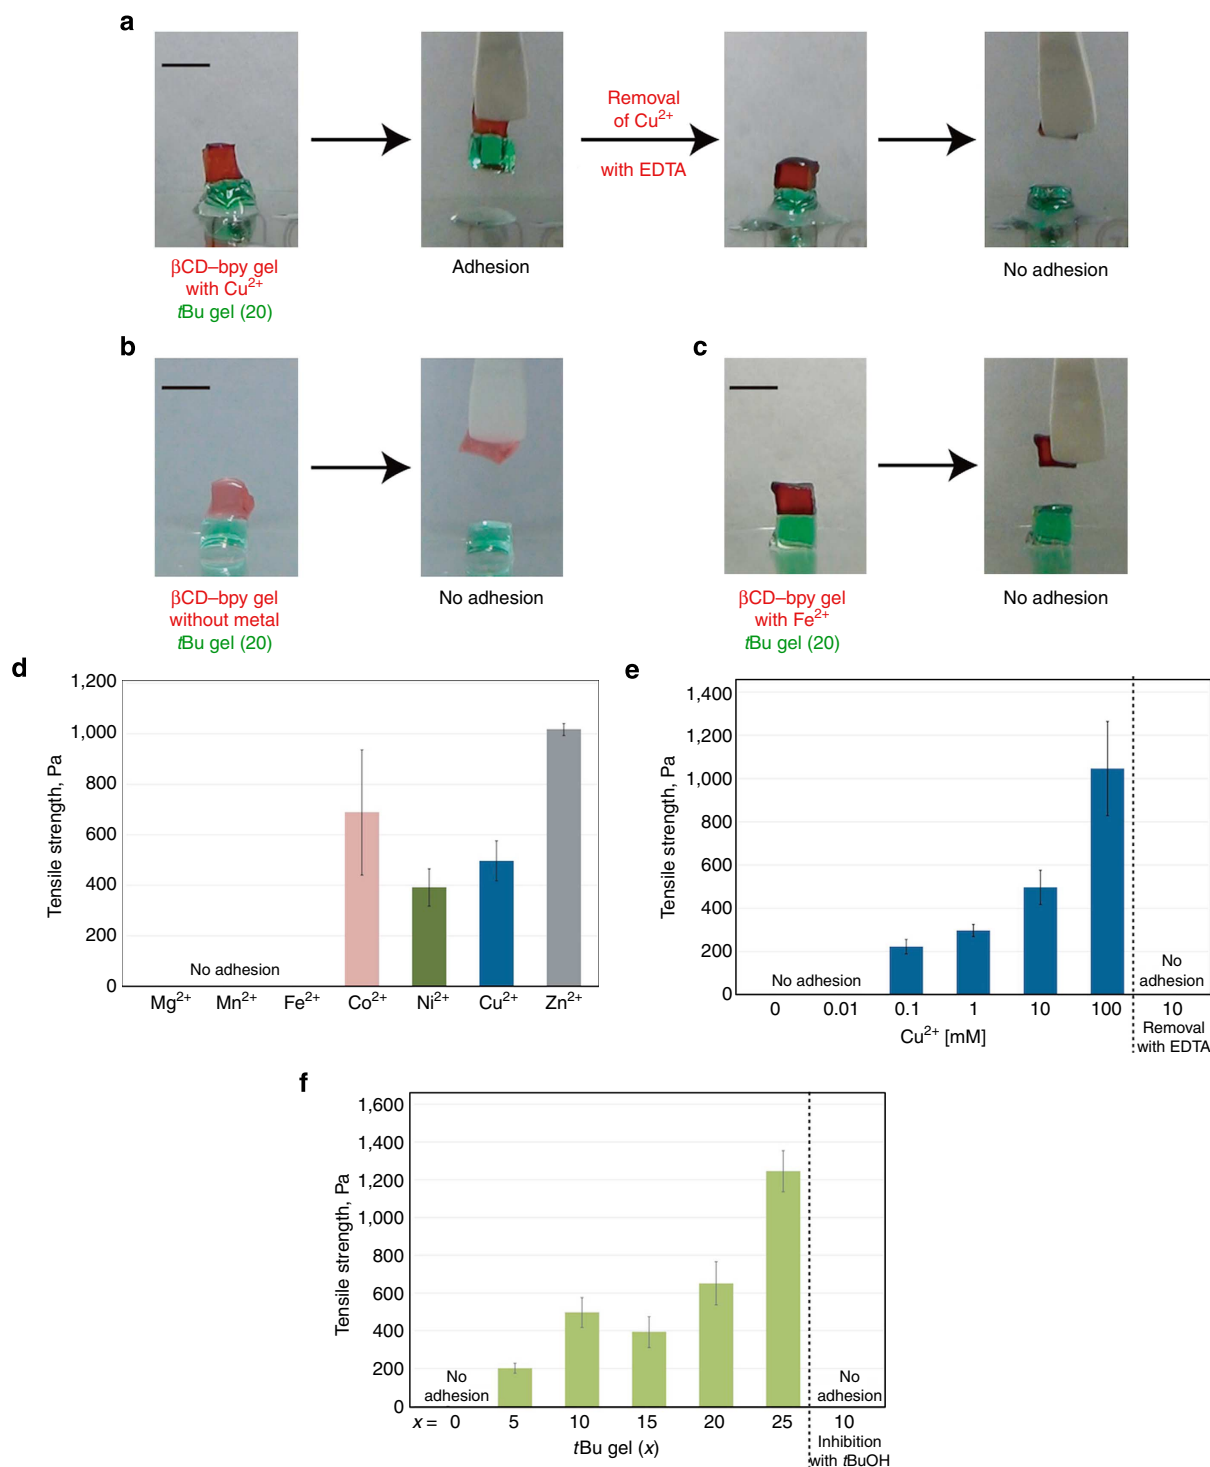 a
Removal
of Cu²⁺
with EDTA
βCD–bpy gel
with Cu²⁺
tBu gel (20)
Adhesion
No adhesion
b
c
βCD–bpy gel
without metal
tBu gel (20)
No adhesion
βCD–bpy gel
with Fe²⁺
tBu gel (20)
No adhesion
d
Tensile strength, Pa
1,200
1,000
800
600
400
200
0
No adhesion
Mg²⁺ Mn²⁺ Fe²⁺ Co²⁺ Ni²⁺ Cu²⁺ Zn²⁺
e
Tensile strength, Pa
1,400
1,200
1,000
800
600
400
200
0
No adhesion
No
adhesion
0 0.01 0.1 1 10 100 10
Cu²⁺ [mM]
Removal
with EDTA
f
Tensile strength, Pa
1,600
1,400
1,200
1,000
800
600
400
200
0
No
adhesion
No
adhesion
x = 0 5 10 15 20 25 10
tBu gel (x)
Inhibition
with tBuOH